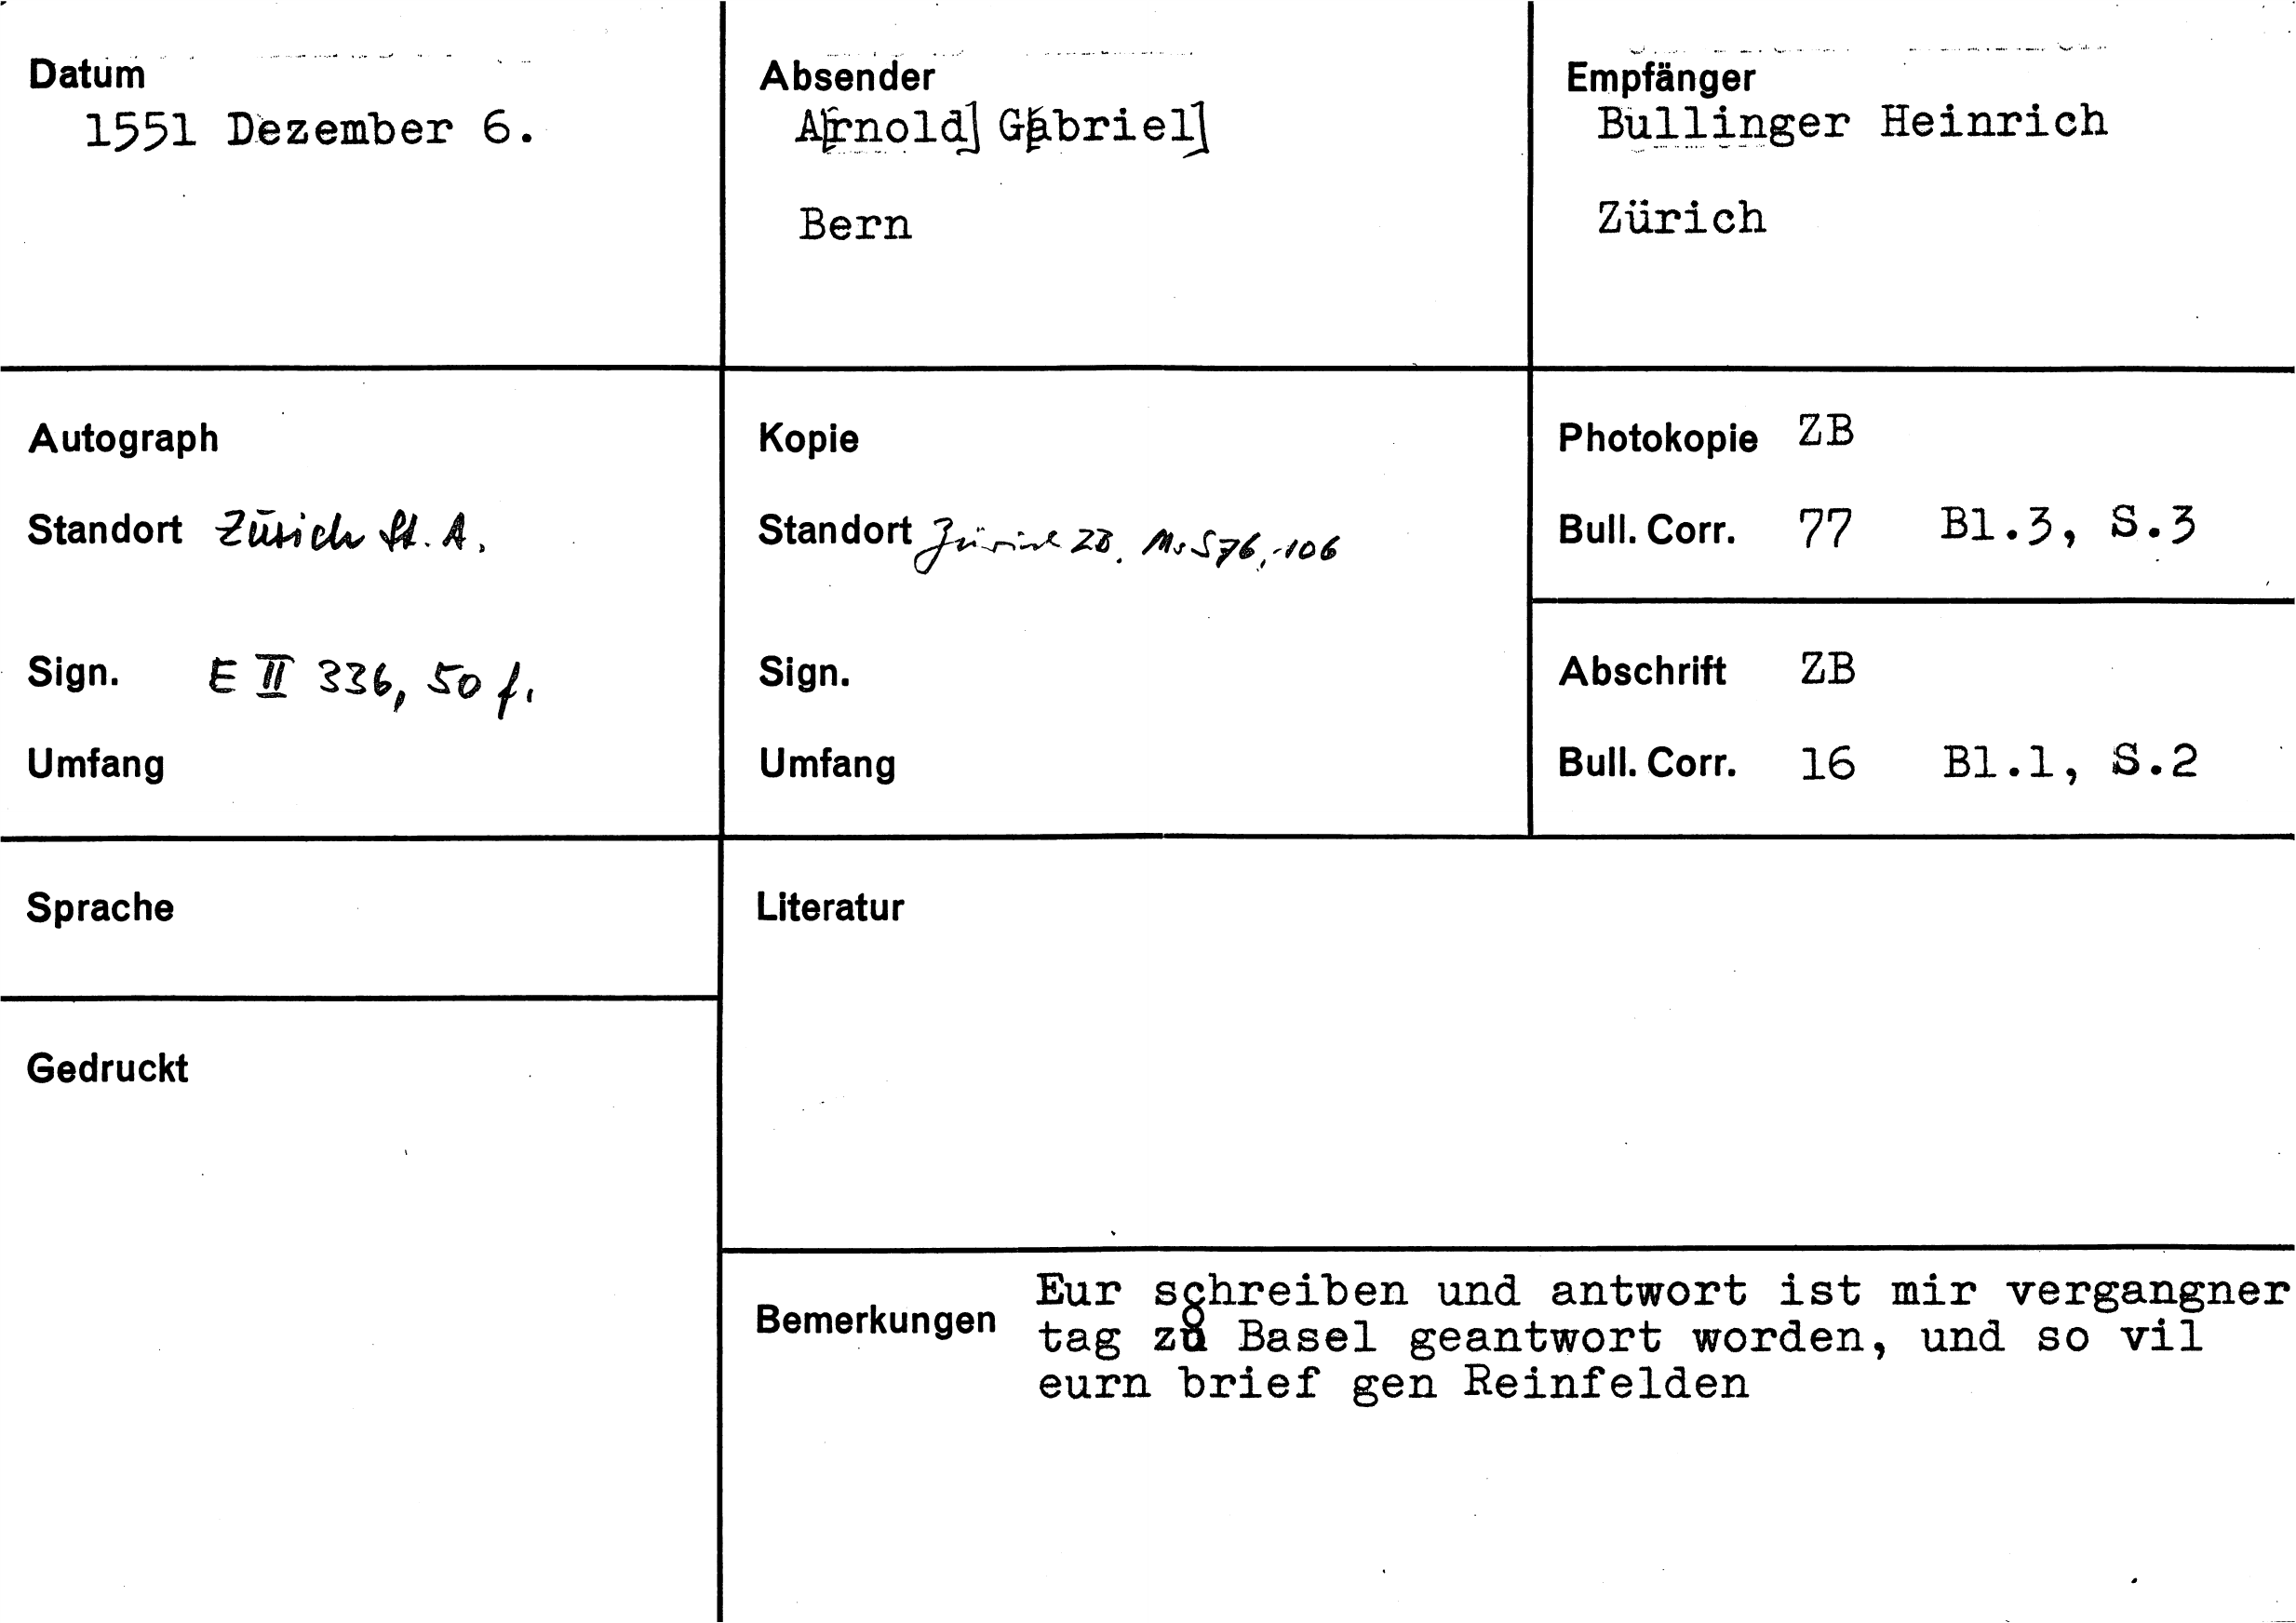 Datum
1551 Dezember 6.
Absender
A[rnold] G[abriel]
Bern
Empfänger
Bullinger Heinrich
Zürich
Autograph
Standort Zürich St. A.
Sign. E II 336, 50 f.
Umfang
Kopie
Standort Zürich ZB. Ms S 76, 106
Sign.
Umfang
Photokopie ZB
Bull. Corr. 77 Bl.3, S.3
Abschrift ZB
Bull. Corr. 16 Bl.1, S.2
Sprache
Gedruckt
Literatur
Bemerkungen
Eur schreiben und antwort ist mir vergangner
tag zů Basel geantwort worden, und so vil
eurn brief gen Reinfelden